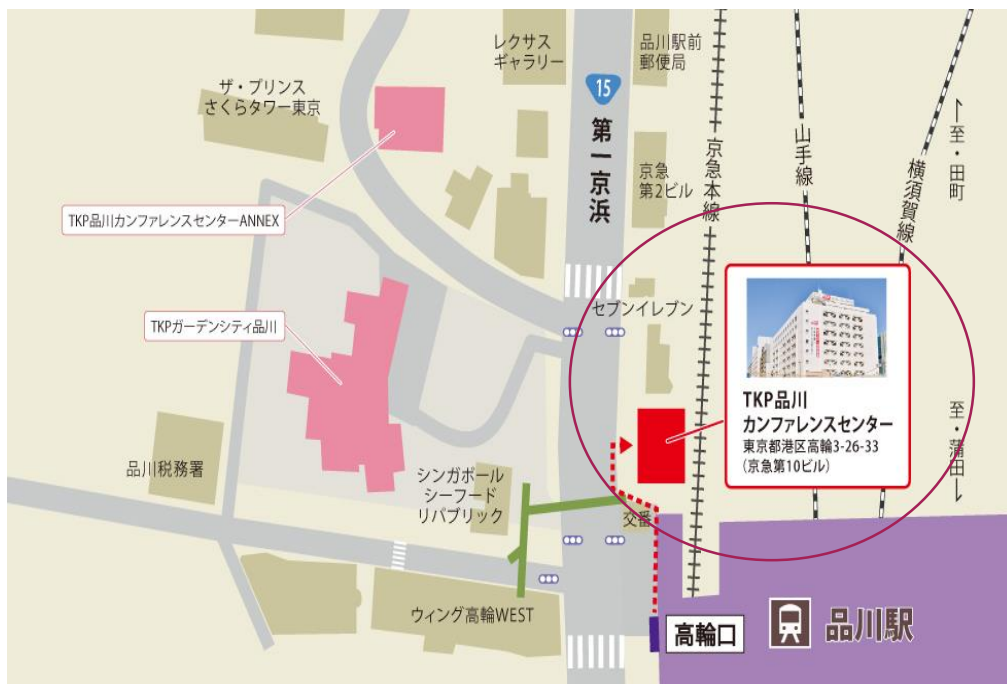 レクサス
ギャラリー
品川駅前
郵便局
ザ・プリンス
さくらタワー東京
15
第一京浜
京急本線
山手線
横須賀線
←至・田町
京急
第2ビル
TKP品川カンファレンスセンターANNEX
セブンイレブン
TKPガーデンシティ品川
TKP品川
カンファレンスセンター
東京都港区高輪3-26-33
(京急第10ビル)
至・蒲田→
品川税務署
シンガポール
シーフード
リパブリック
交番
ウィング高輪WEST
高輪口
品川駅